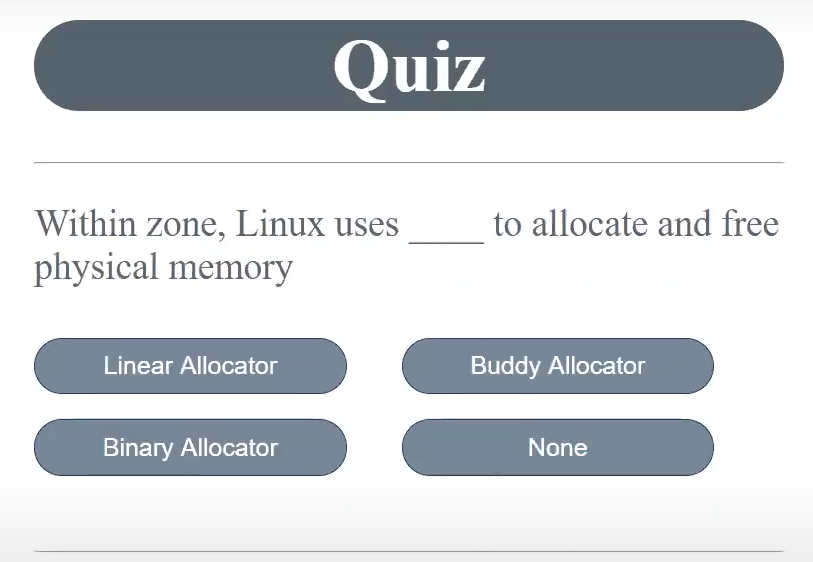 Quiz
Within zone, Linux uses ____ to allocate and free
physical memory
Linear Allocator
Buddy Allocator
Binary Allocator
None